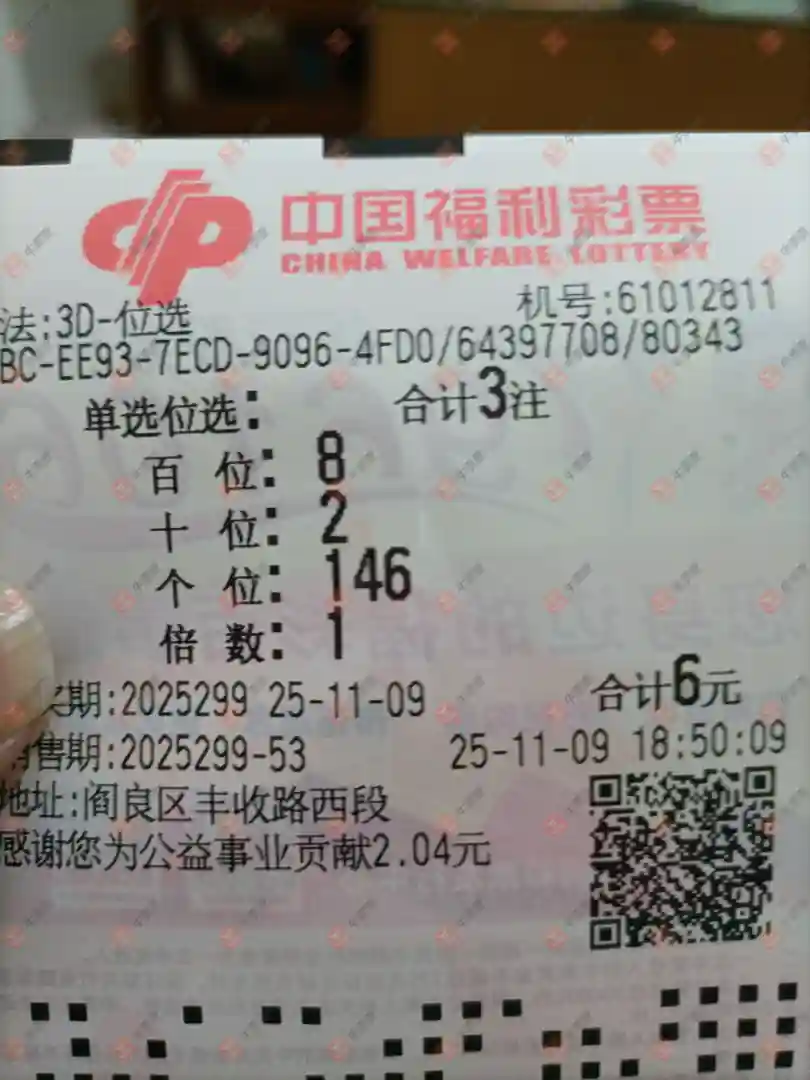 中国福利彩票
CHINA WELFARE LOTTERY
机号:61012811
法:3D-位选
BC-EE93-7ECD-9096-4FD0/64397708/80343
单选位选: 合计3注
百 位: 8
十 位: 2
个 位: 146
倍 数: 1
期:2025299 25-11-09 合计6元
售期:2025299-53 25-11-09 18:50:09
地址:阎良区丰收路西段
感谢您为公益事业贡献2.04元